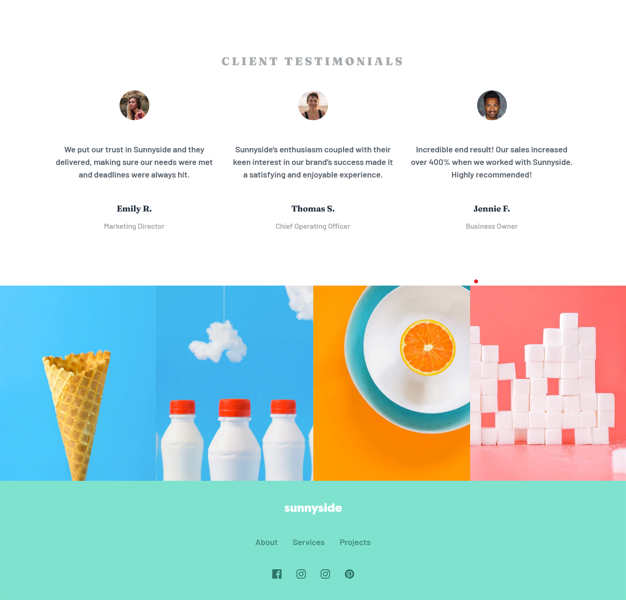 CLIENT TESTIMONIALS
We put our trust in Sunnyside and they
delivered, making sure our needs were met
and deadlines were always hit.
Emily R.
Marketing Director
Sunnyside's enthusiasm coupled with their
keen interest in our brand's success made it
a satisfying and enjoyable experience.
Thomas S.
Chief Operating Officer
Incredible end result! Our sales increased
over 400% when we worked with Sunnyside.
Highly recommended!
Jennie F.
Business Owner
sunnyside
About Services Projects